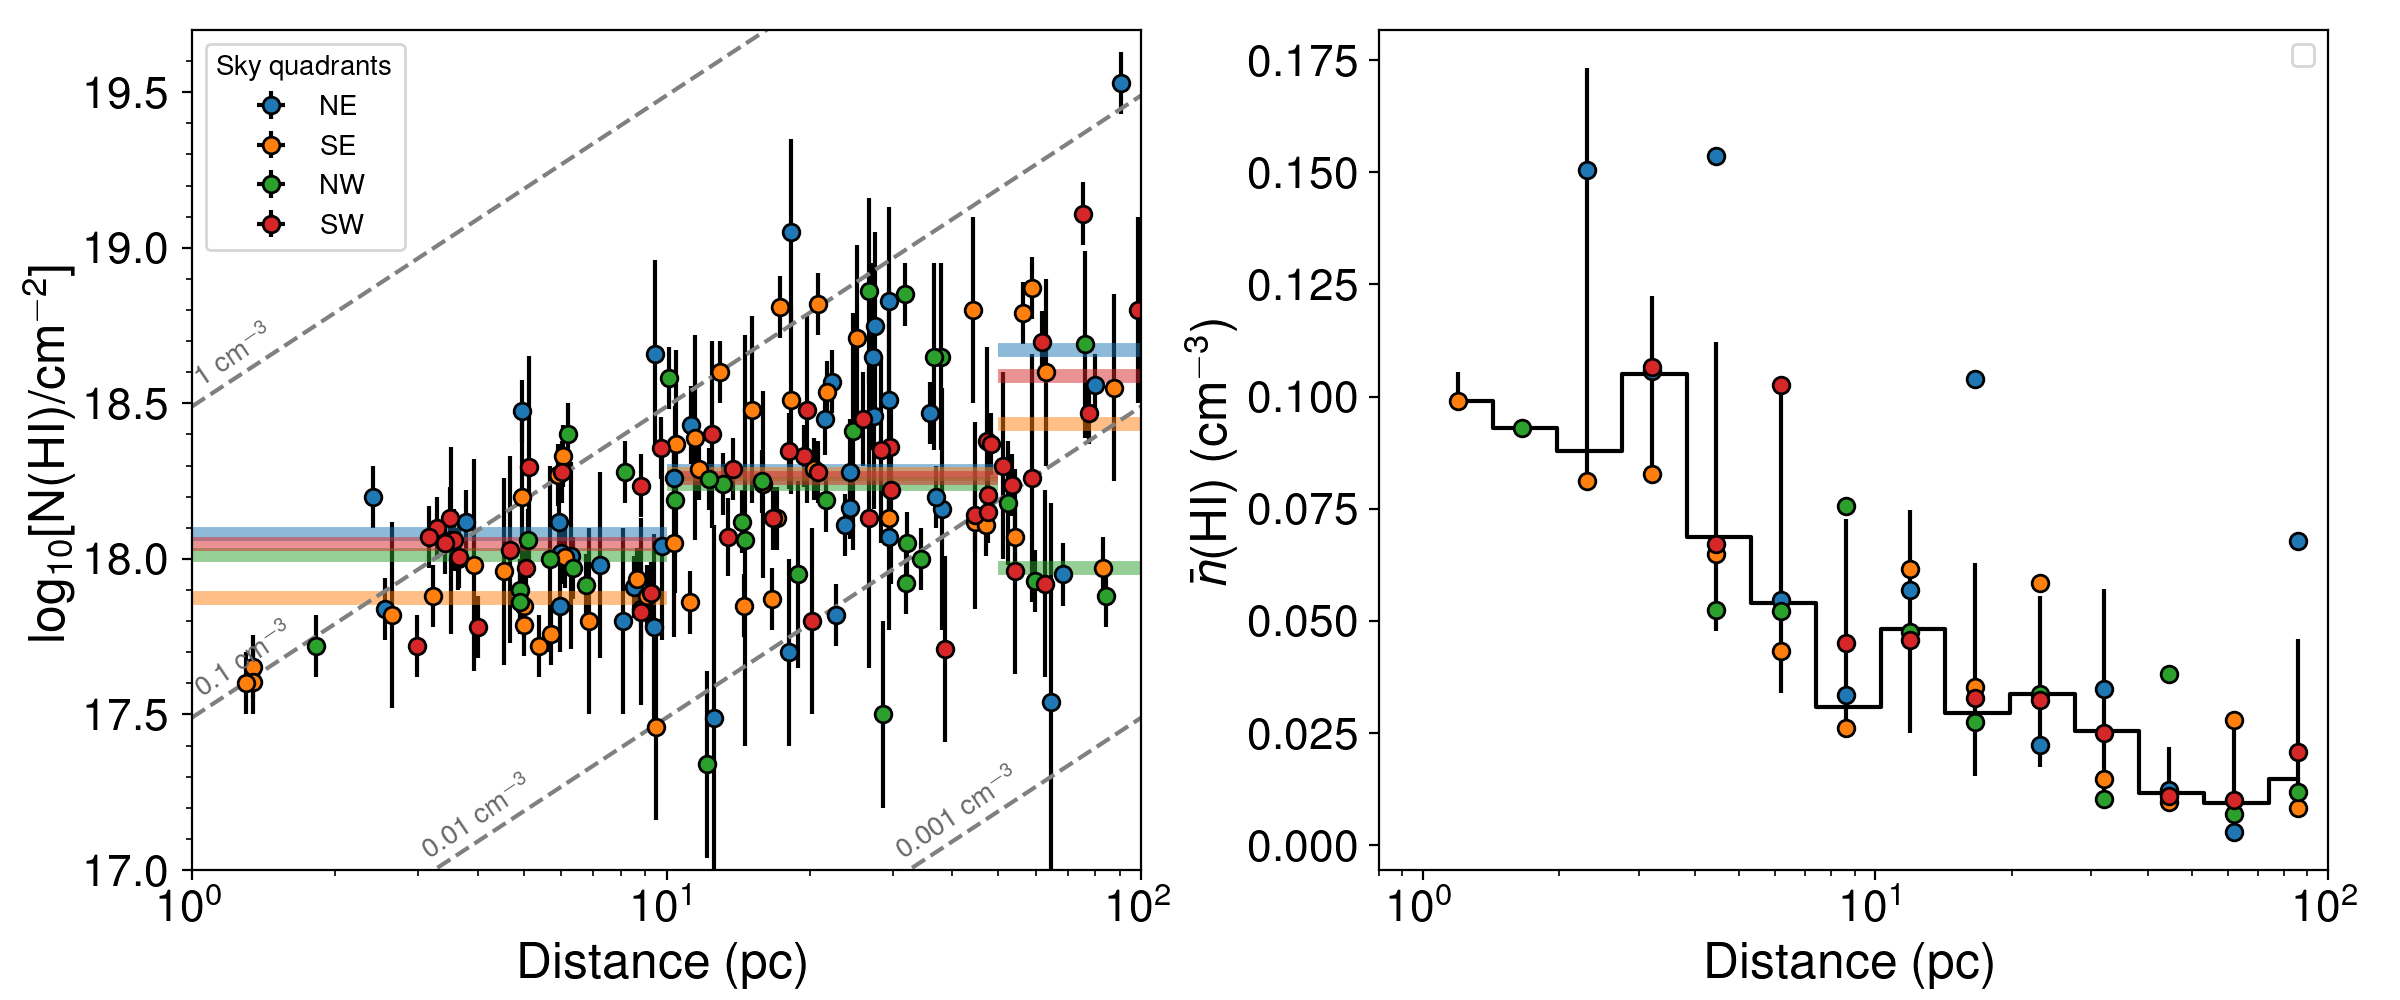 Sky quadrants
NE
SE
NW
SW
1 cm⁻³
0.1 cm⁻³
0.01 cm⁻³
0.001 cm⁻³
19.5
19.0
18.5
18.0
17.5
17.0
10⁰
10¹
10²
log₁₀[N(HI)/cm⁻²]
Distance (pc)
0.175
0.150
0.125
0.100
0.075
0.050
0.025
0.000
10⁰
10¹
10²
n̄(HI) (cm⁻³)
Distance (pc)